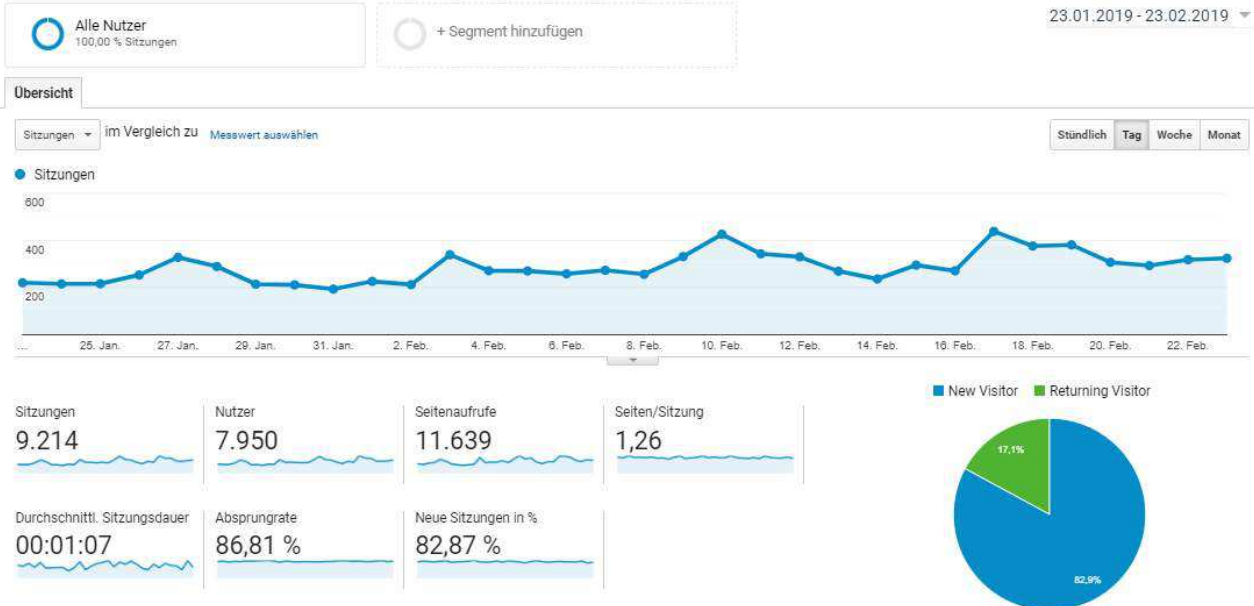 Alle Nutzer
100,00 % Sitzungen
+ Segment hinzufügen
23.01.2019 - 23.02.2019
Übersicht
Sitzungen im Vergleich zu Messwert auswählen
Stündlich Tag Woche Monat
Sitzungen
600
400
200
... 25. Jan. 27. Jan. 29. Jan. 31. Jan. 2. Feb. 4. Feb. 6. Feb. 8. Feb. 10. Feb. 12. Feb. 14. Feb. 16. Feb. 18. Feb. 20. Feb. 22. Feb.
New Visitor Returning Visitor
Sitzungen Nutzer Seitenaufrufe Seiten/Sitzung
9.214 7.950 11.639 1,26
17,1%
Durchschnittl. Sitzungsdauer Absprungrate Neue Sitzungen in %
00:01:07 86,81 % 82,87 %
82,9%